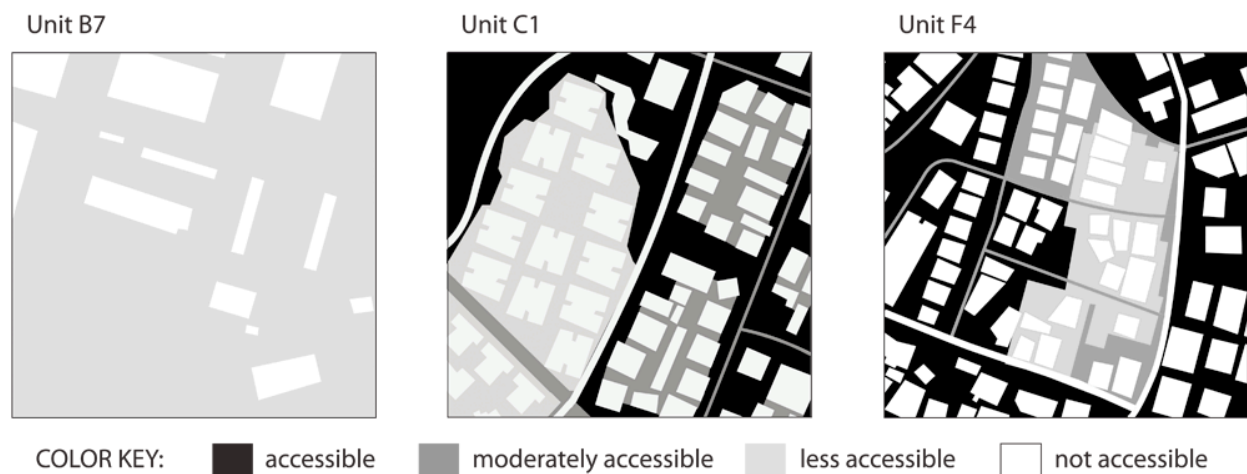 Unit B7
Unit C1
Unit F4
COLOR KEY:
accessible
moderately accessible
less accessible
not accessible